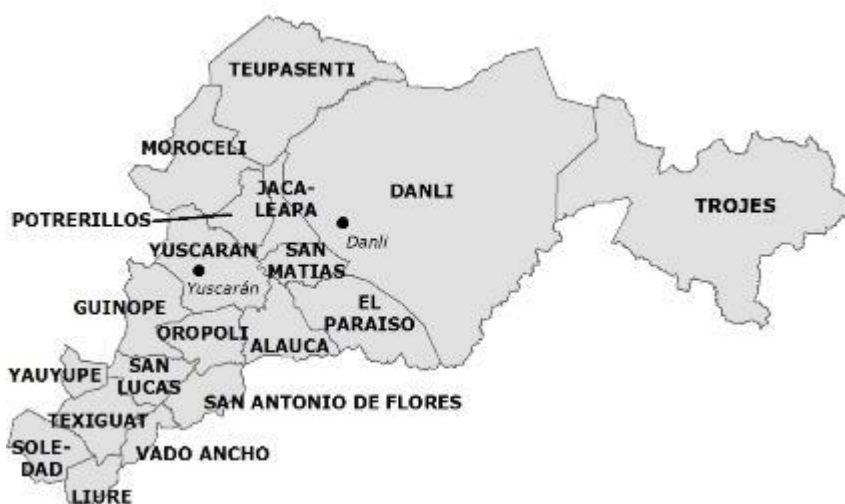 TEUPASENTI
MOROCELI
JACA-
LEAPA
DANLI
POTRERILLOS
TROJES
Danlí
YUSCARAN
SAN
MATIAS
Yuscarán
GUINOPE
EL
PARAISO
OROPOLI
ALAUCA
YAUYUPE
SAN
LUCAS
SAN ANTONIO DE FLORES
TEXIGUAT
SOLE-
DAD
VADO ANCHO
LIURE